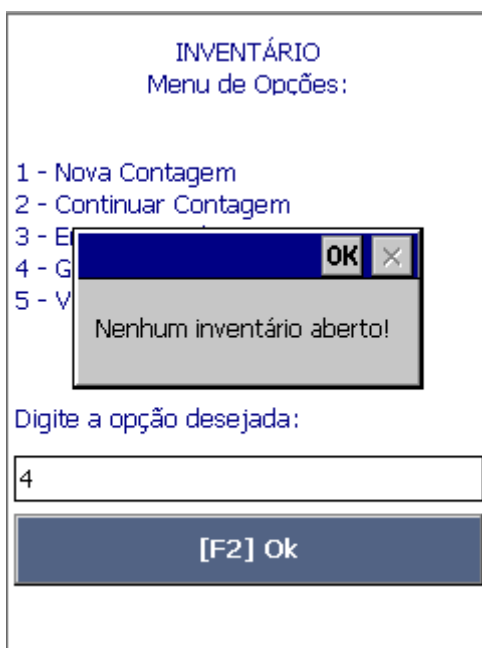 INVENTÁRIO
Menu de Opções:
1 - Nova Contagem
2 - Continuar Contagem
3 -
4 -
5 -
OK
Nenhum inventário aberto!
Digite a opção desejada:
4
[F2] Ok